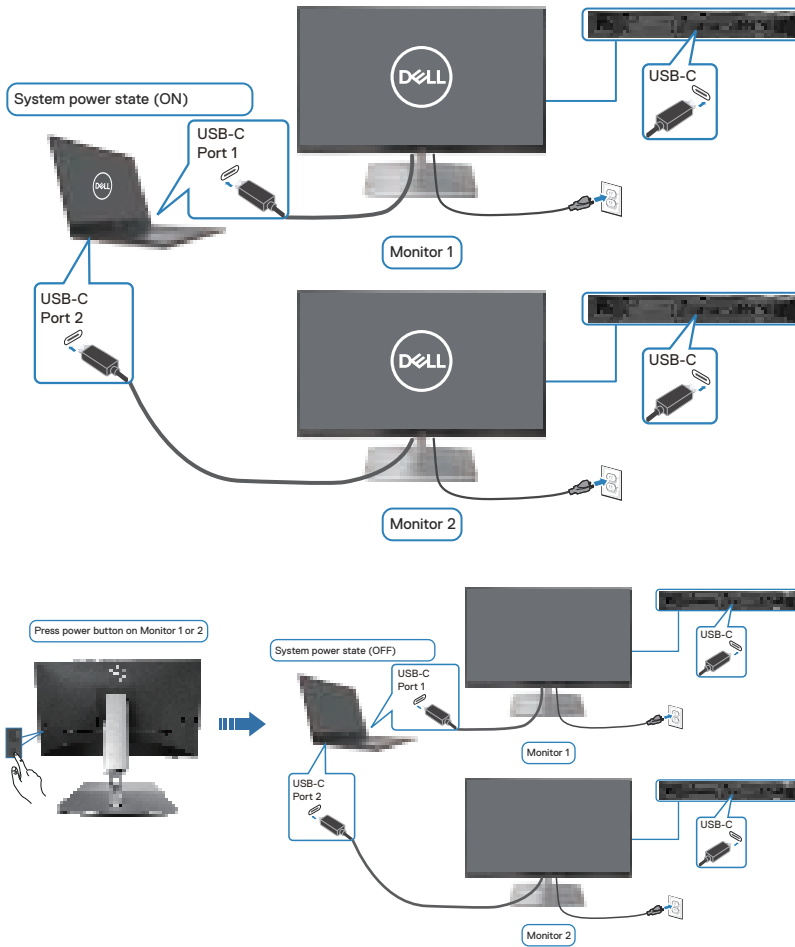 DELL
USB-C
System power state (ON)
USB-C
Port 1
DELL
Monitor 1
USB-C
Port 2
DELL
USB-C
Monitor 2
Press power button on Monitor 1 or 2
System power state (OFF)
USB-C
Port 1
USB-C
Monitor 1
USB-C
Port 2
USB-C
Monitor 2